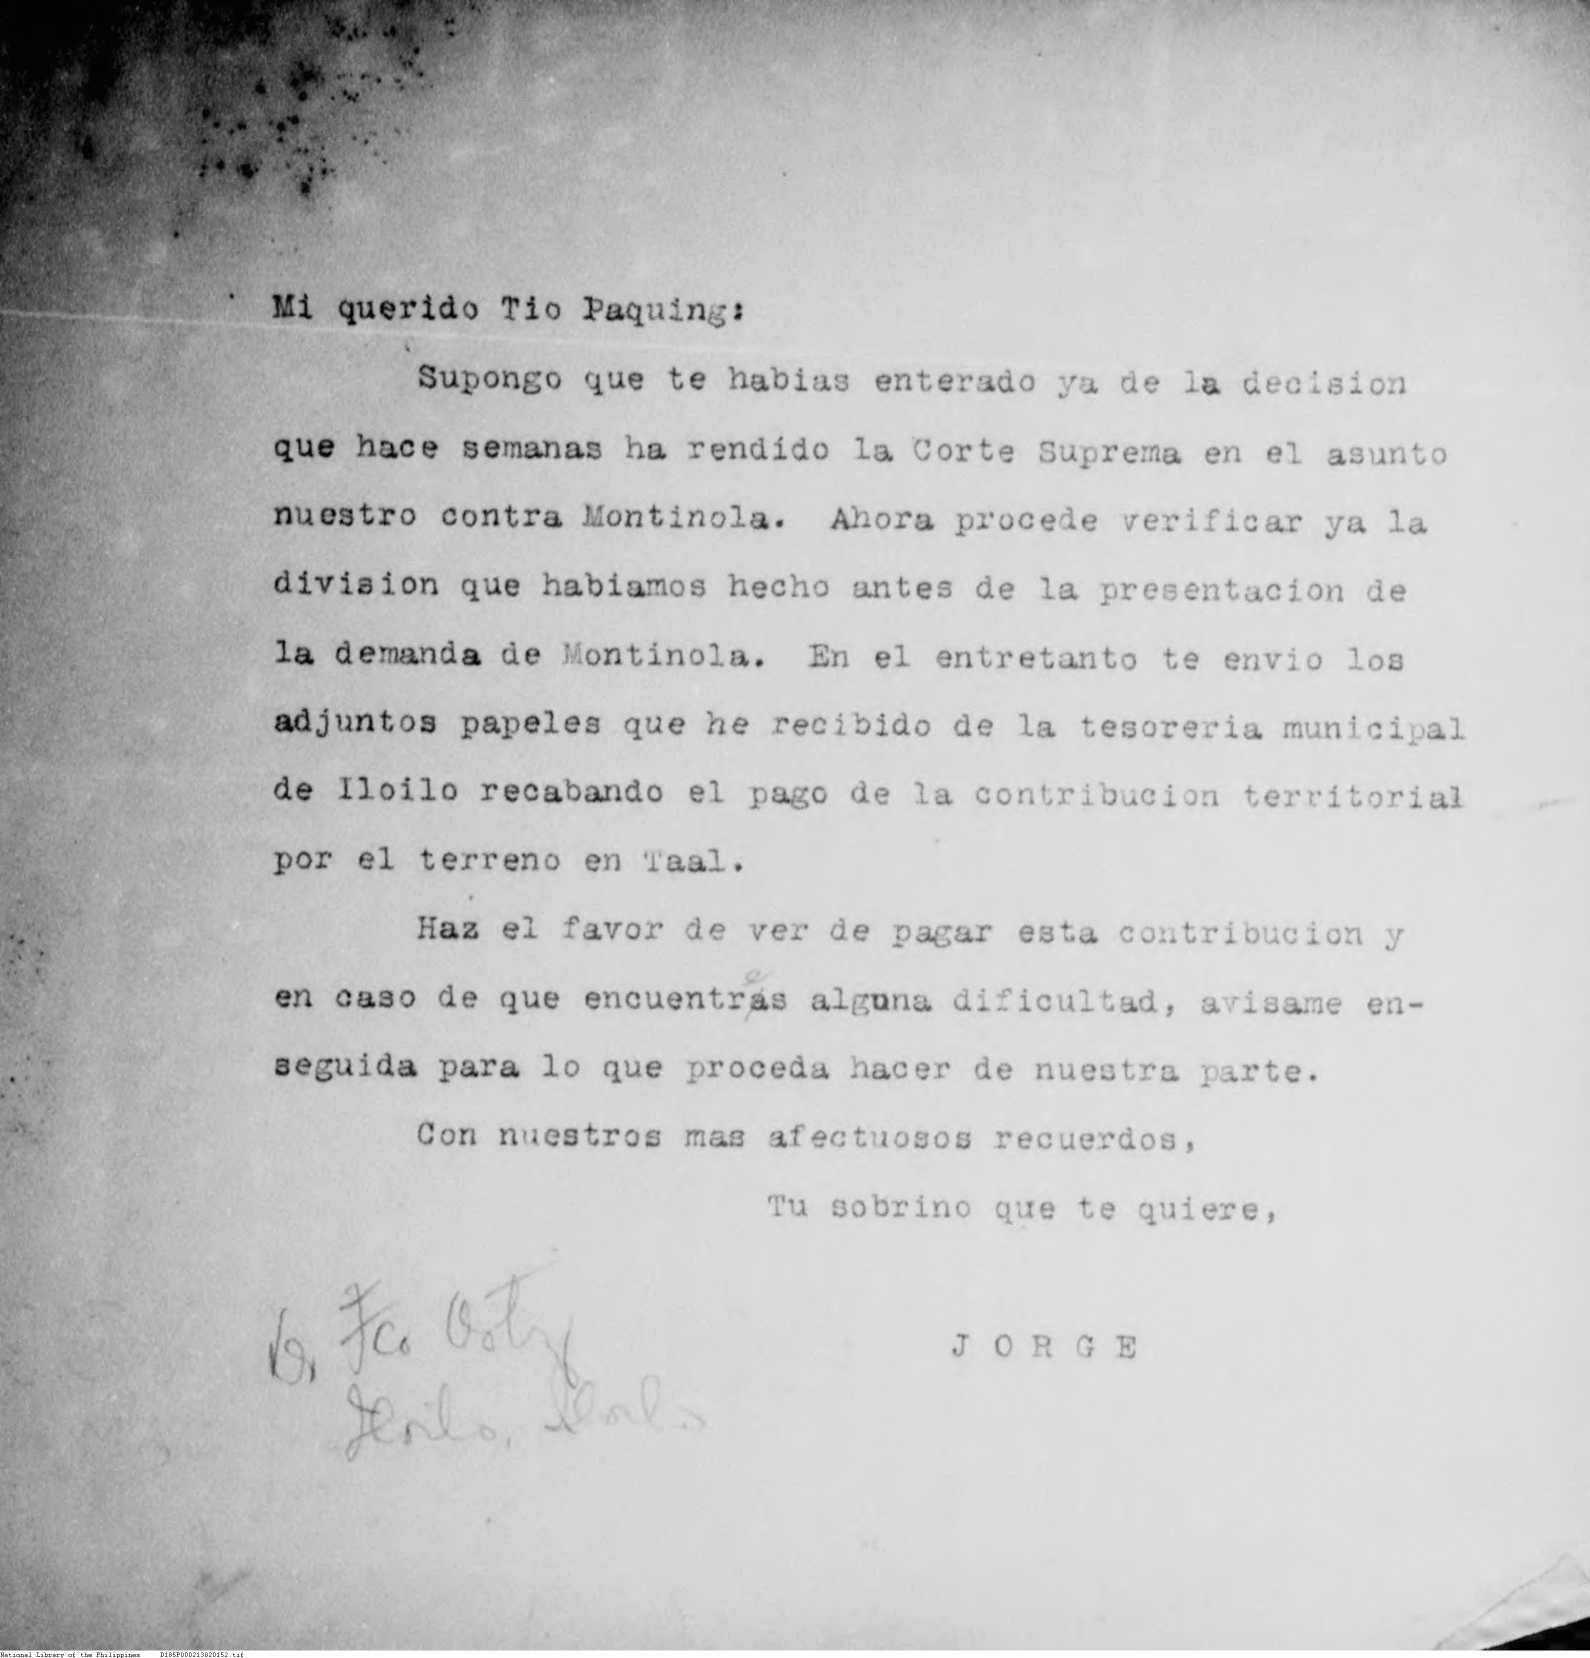 Mi querido Tio Paquing:
Supongo que te habias enterado ya de la decision
que hace semanas ha rendido la Corte Suprema en el asunto
nuestro contra Montinola. Ahora procede verificar ya la
division que habiamos hecho antes de la presentacion de
la demanda de Montinola. En el entretanto te envio los
adjuntos papeles que he recibido de la tesoreria municipal
de Iloilo recabando el pago de la contribucion territorial
por el terreno en Taal.
Haz el favor de ver de pagar esta contribucion y
en caso de que encuentres alguna dificultad, avisame en-
seguida para lo que proceda hacer de nuestra parte.
Con nuestros mas afectuosos recuerdos,
Tu sobrino que te quiere,
Fco
J O R G E
Iloilo, Iloilo
National Library of the Philippines D185P000213820152.tif